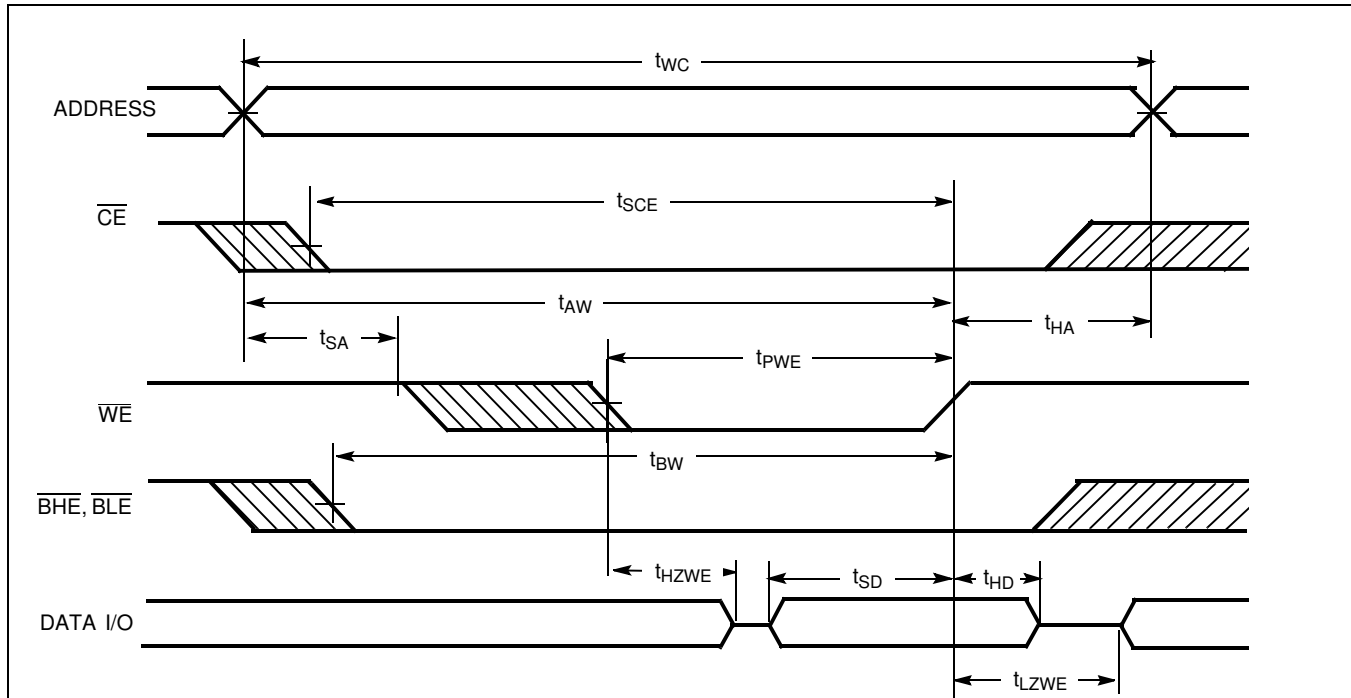 tWC
ADDRESS
tSCE
CE
tAW
tSA
tHA
tPWE
WE
tBW
BHE, BLE
tHZWE
tSD
tHD
DATA I/O
tLZWE